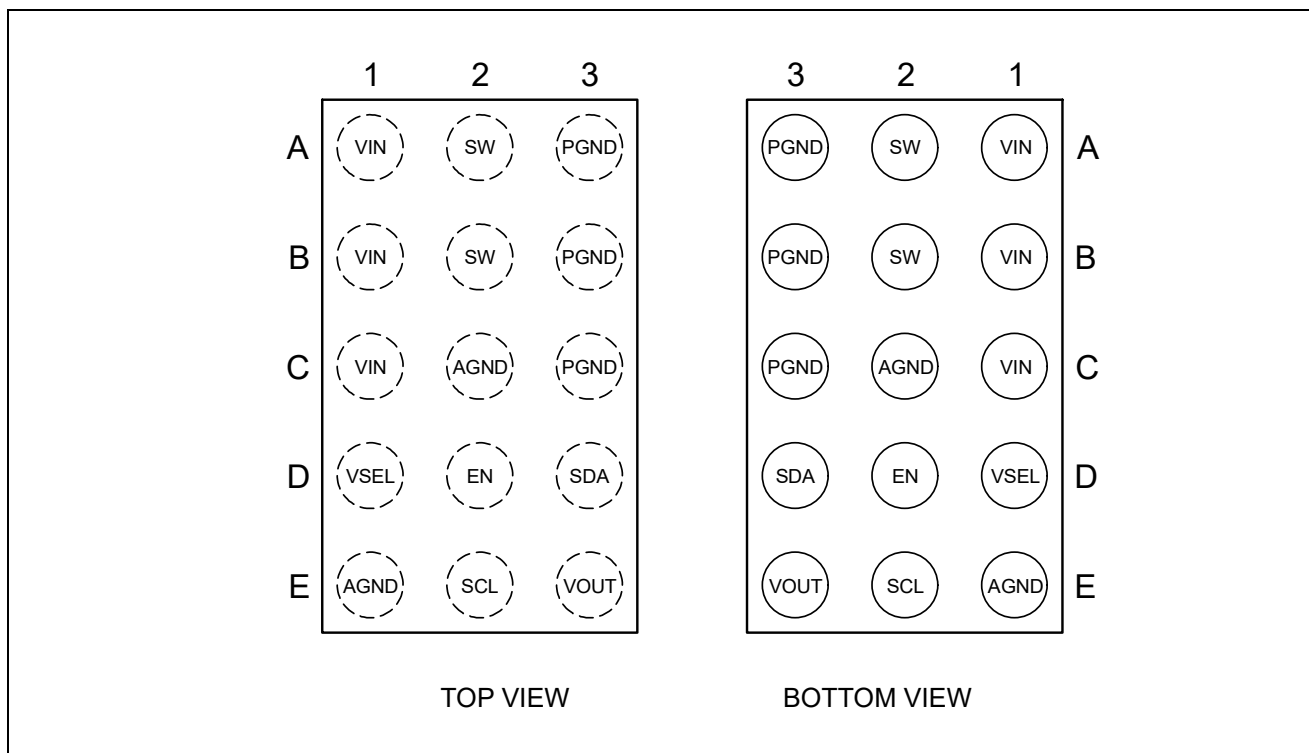 1 2 3
A VIN SW PGND
B VIN SW PGND
C VIN AGND PGND
D VSEL EN SDA
E AGND SCL VOUT
TOP VIEW
3 2 1
PGND SW VIN A
PGND SW VIN B
PGND AGND VIN C
SDA EN VSEL D
VOUT SCL AGND E
BOTTOM VIEW